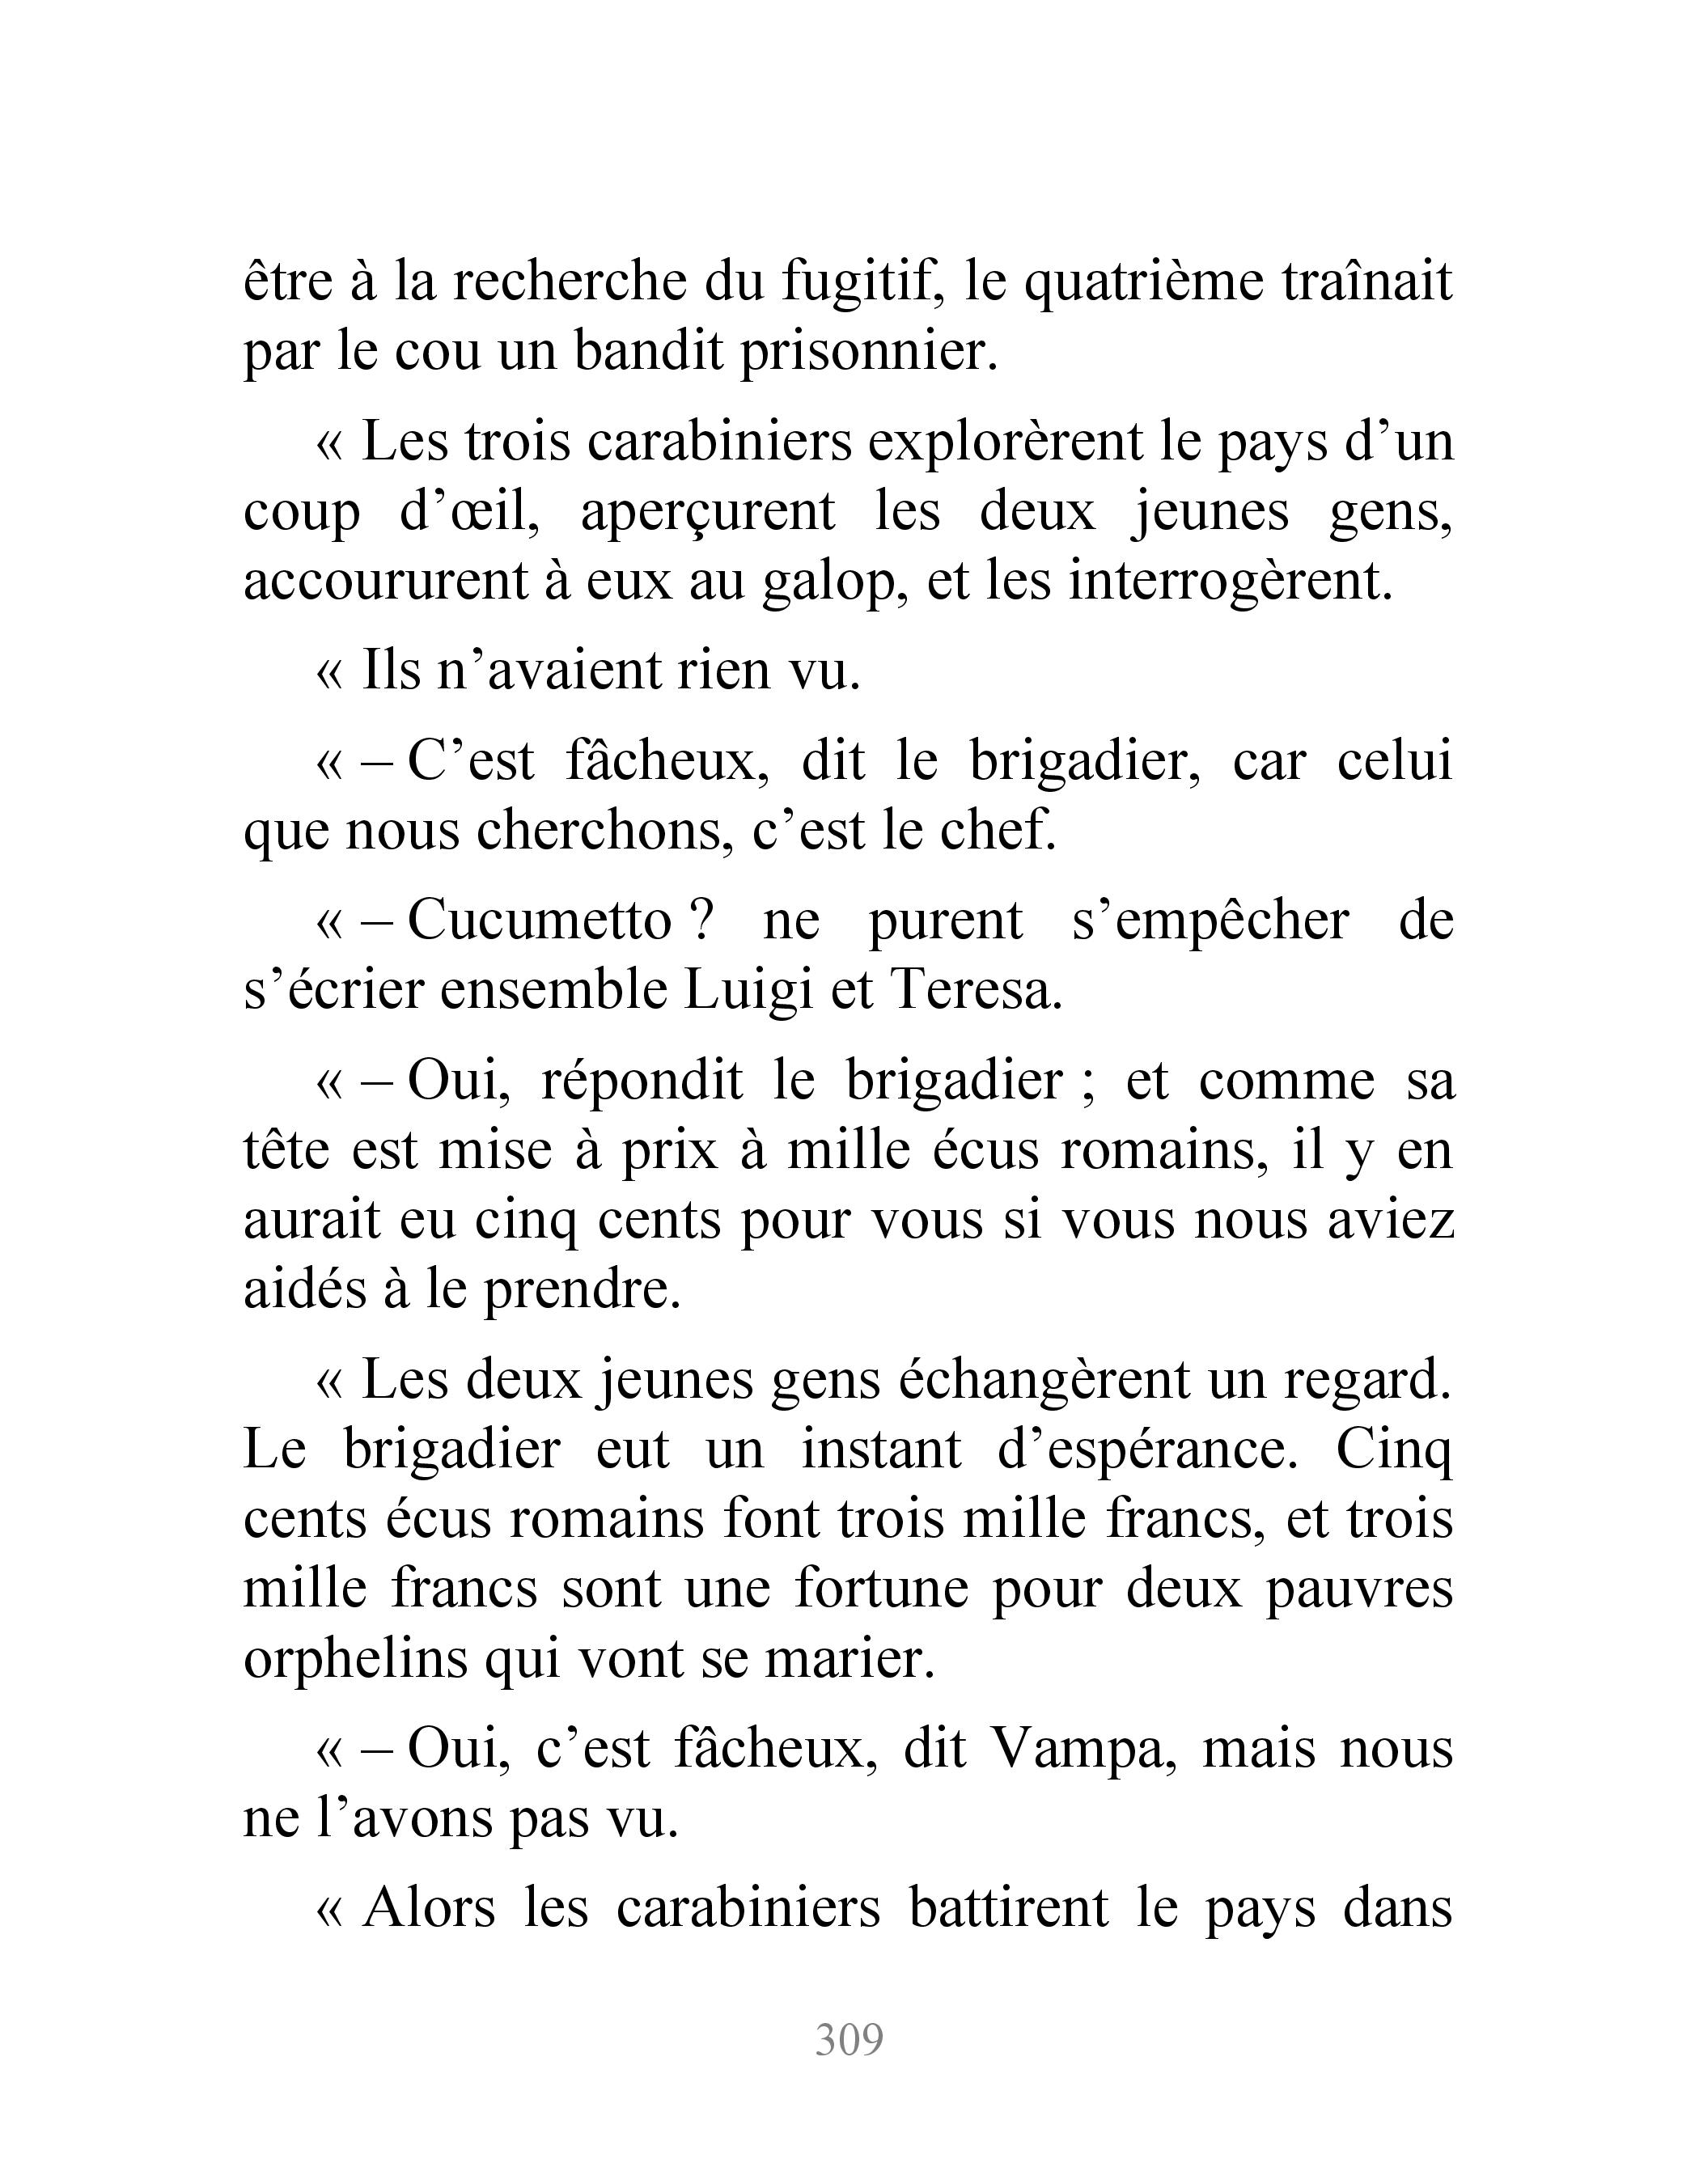 être à la recherche du fugitif, le quatrième traînait
par le cou un bandit prisonnier.
« Les trois carabiniers explorèrent le pays d’un
coup d’œil, aperçurent les deux jeunes gens,
accoururent à eux au galop, et les interrogèrent.
« Ils n’avaient rien vu.
« – C’est fâcheux, dit le brigadier, car celui
que nous cherchons, c’est le chef.
« – Cucumetto ? ne purent s’empêcher de
s’écrier ensemble Luigi et Teresa.
« – Oui, répondit le brigadier ; et comme sa
tête est mise à prix à mille écus romains, il y en
aurait eu cinq cents pour vous si vous nous aviez
aidés à le prendre.
« Les deux jeunes gens échangèrent un regard.
Le brigadier eut un instant d’espérance. Cinq
cents écus romains font trois mille francs, et trois
mille francs sont une fortune pour deux pauvres
orphelins qui vont se marier.
« – Oui, c’est fâcheux, dit Vampa, mais nous
ne l’avons pas vu.
« Alors les carabiniers battirent le pays dans
309